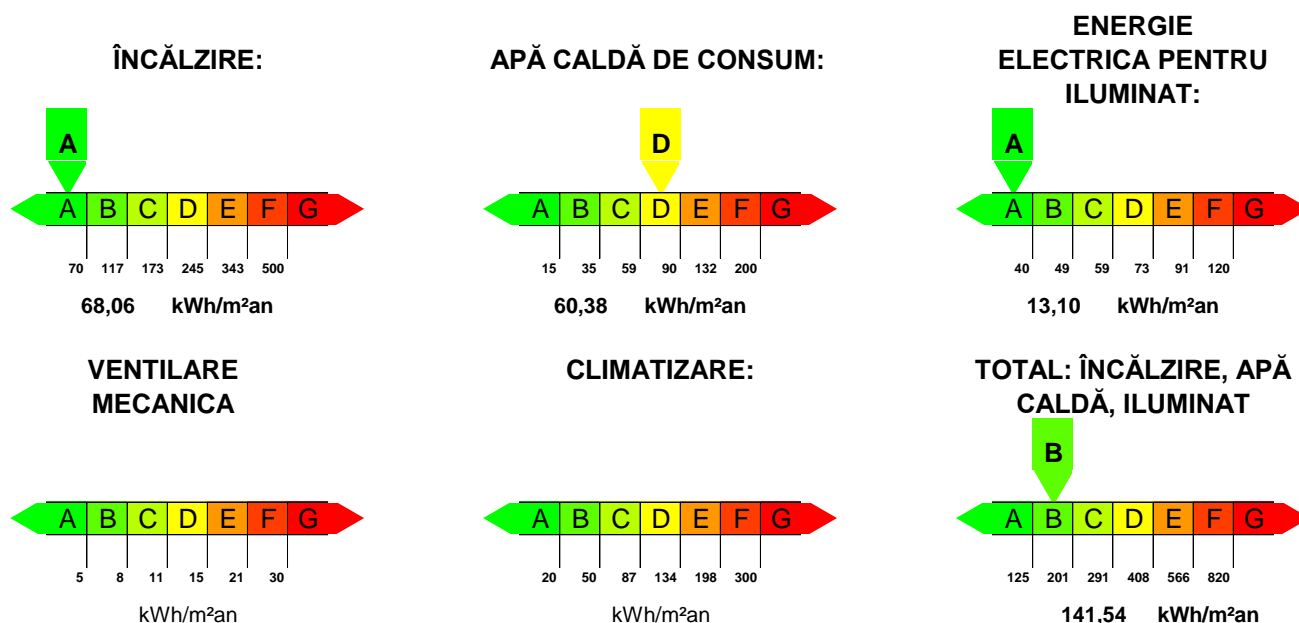 ÎNCĂLZIRE:
A
A B C D E F G
70 117 173 245 343 500
68,06 kWh/m²an
APĂ CALDĂ DE CONSUM:
D
A B C D E F G
15 35 59 90 132 200
60,38 kWh/m²an
ENERGIE
ELECTRICA PENTRU
ILUMINAT:
A
A B C D E F G
40 49 59 73 91 120
13,10 kWh/m²an
VENTILARE
MECANICA
A B C D E F G
5 8 11 15 21 30
kWh/m²an
CLIMATIZARE:
A B C D E F G
20 50 87 134 198 300
kWh/m²an
TOTAL: ÎNCĂLZIRE, APĂ
CALDĂ, ILUMINAT
B
A B C D E F G
125 201 291 408 566 820
141,54 kWh/m²an